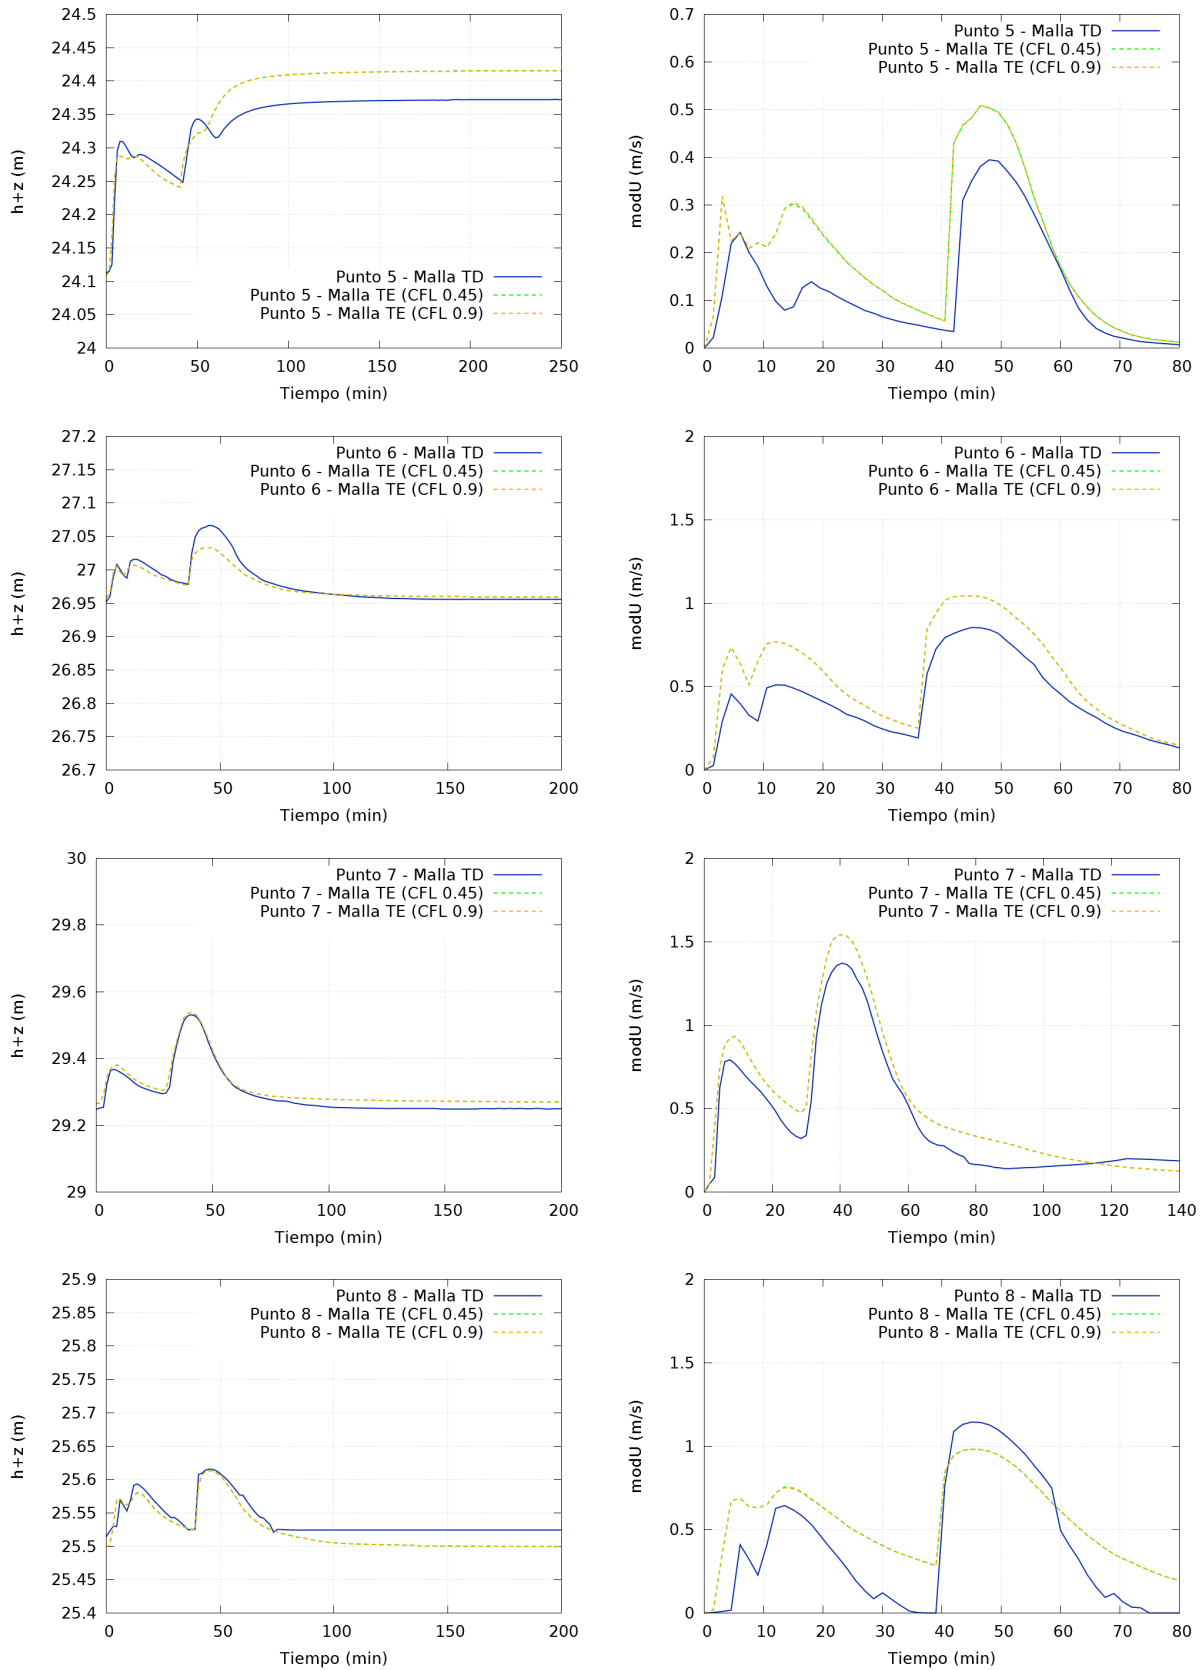 24.5
24.45
24.4
24.35
24.3
24.25
24.2
24.15
24.1
24.05
24
h+z (m)
Punto 5 - Malla TD
Punto 5 - Malla TE (CFL 0.45)
Punto 5 - Malla TE (CFL 0.9)
0 50 100 150 200 250
Tiempo (min)
0.7
0.6
0.5
0.4
0.3
0.2
0.1
0
modU (m/s)
Punto 5 - Malla TD
Punto 5 - Malla TE (CFL 0.45)
Punto 5 - Malla TE (CFL 0.9)
0 10 20 30 40 50 60 70 80
Tiempo (min)
27.2
27.15
27.1
27.05
27
26.95
26.9
26.85
26.8
26.75
26.7
h+z (m)
Punto 6 - Malla TD
Punto 6 - Malla TE (CFL 0.45)
Punto 6 - Malla TE (CFL 0.9)
0 50 100 150 200
Tiempo (min)
2
1.5
1
0.5
0
modU (m/s)
Punto 6 - Malla TD
Punto 6 - Malla TE (CFL 0.45)
Punto 6 - Malla TE (CFL 0.9)
0 10 20 30 40 50 60 70 80
Tiempo (min)
30
29.8
29.6
29.4
29.2
29
h+z (m)
Punto 7 - Malla TD
Punto 7 - Malla TE (CFL 0.45)
Punto 7 - Malla TE (CFL 0.9)
0 50 100 150 200
Tiempo (min)
2
1.5
1
0.5
0
modU (m/s)
Punto 7 - Malla TD
Punto 7 - Malla TE (CFL 0.45)
Punto 7 - Malla TE (CFL 0.9)
0 20 40 60 80 100 120 140
Tiempo (min)
25.9
25.85
25.8
25.75
25.7
25.65
25.6
25.55
25.5
25.45
25.4
h+z (m)
Punto 8 - Malla TD
Punto 8 - Malla TE (CFL 0.45)
Punto 8 - Malla TE (CFL 0.9)
0 50 100 150 200
Tiempo (min)
2
1.5
1
0.5
0
modU (m/s)
Punto 8 - Malla TD
Punto 8 - Malla TE (CFL 0.45)
Punto 8 - Malla TE (CFL 0.9)
0 10 20 30 40 50 60 70 80
Tiempo (min)